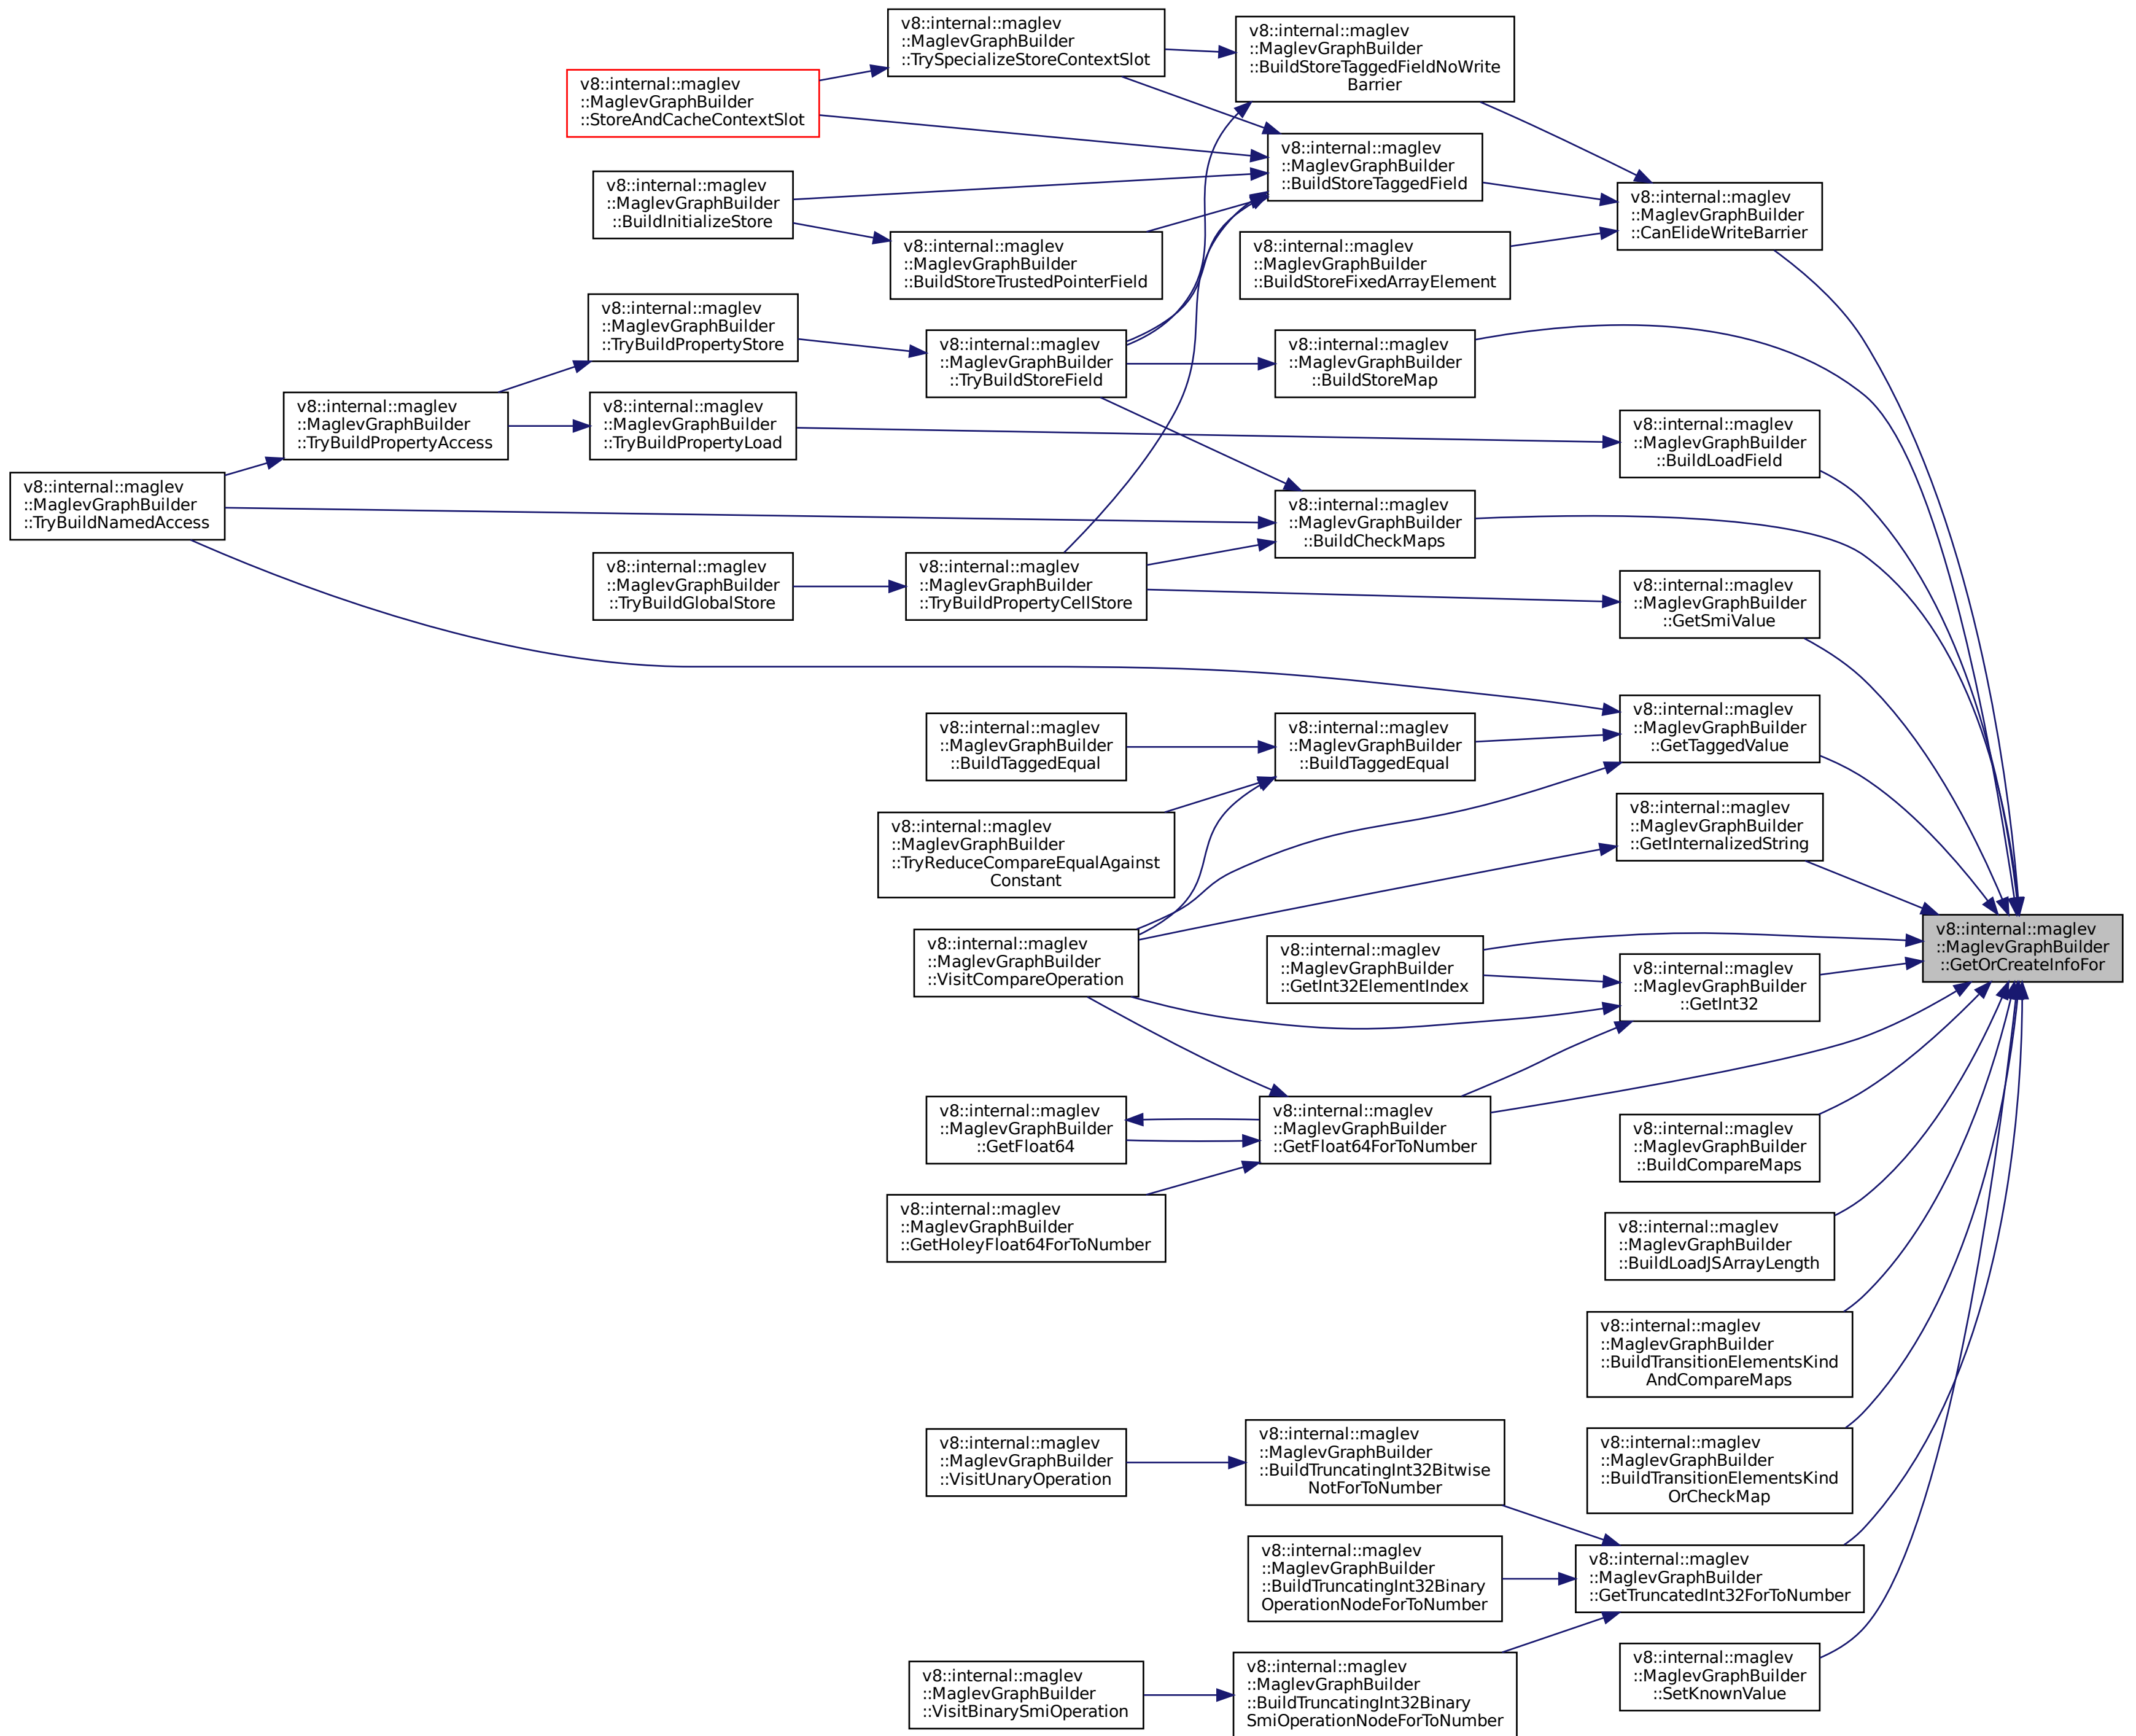 v8::internal::maglev
::MaglevGraphBuilder
::TrySpecializeStoreContextSlot
v8::internal::maglev
::MaglevGraphBuilder
::BuildStoreTaggedFieldNoWrite
Barrier
v8::internal::maglev
::MaglevGraphBuilder
::StoreAndCacheContextSlot
v8::internal::maglev
::MaglevGraphBuilder
::BuildStoreTaggedField
v8::internal::maglev
::MaglevGraphBuilder
::BuildInitializeStore
v8::internal::maglev
::MaglevGraphBuilder
::CanElideWriteBarrier
v8::internal::maglev
::MaglevGraphBuilder
::BuildStoreTrustedPointerField
v8::internal::maglev
::MaglevGraphBuilder
::BuildStoreFixedArrayElement
v8::internal::maglev
::MaglevGraphBuilder
::TryBuildPropertyStore
v8::internal::maglev
::MaglevGraphBuilder
::TryBuildStoreField
v8::internal::maglev
::MaglevGraphBuilder
::BuildStoreMap
v8::internal::maglev
::MaglevGraphBuilder
::TryBuildPropertyAccess
v8::internal::maglev
::MaglevGraphBuilder
::TryBuildPropertyLoad
v8::internal::maglev
::MaglevGraphBuilder
::BuildLoadField
v8::internal::maglev
::MaglevGraphBuilder
::TryBuildNamedAccess
v8::internal::maglev
::MaglevGraphBuilder
::BuildCheckMaps
v8::internal::maglev
::MaglevGraphBuilder
::TryBuildGlobalStore
v8::internal::maglev
::MaglevGraphBuilder
::TryBuildPropertyCellStore
v8::internal::maglev
::MaglevGraphBuilder
::GetSmiValue
v8::internal::maglev
::MaglevGraphBuilder
::GetTaggedValue
v8::internal::maglev
::MaglevGraphBuilder
::BuildTaggedEqual
v8::internal::maglev
::MaglevGraphBuilder
::BuildTaggedEqual
v8::internal::maglev
::MaglevGraphBuilder
::GetInternalizedString
v8::internal::maglev
::MaglevGraphBuilder
::TryReduceCompareEqualAgainst
Constant
v8::internal::maglev
::MaglevGraphBuilder
::GetOrCreateInfoFor
v8::internal::maglev
::MaglevGraphBuilder
::VisitCompareOperation
v8::internal::maglev
::MaglevGraphBuilder
::GetInt32ElementIndex
v8::internal::maglev
::MaglevGraphBuilder
::GetInt32
v8::internal::maglev
::MaglevGraphBuilder
::GetFloat64
v8::internal::maglev
::MaglevGraphBuilder
::GetFloat64ForToNumber
v8::internal::maglev
::MaglevGraphBuilder
::BuildCompareMaps
v8::internal::maglev
::MaglevGraphBuilder
::GetHoleyFloat64ForToNumber
v8::internal::maglev
::MaglevGraphBuilder
::BuildLoadJSArrayLength
v8::internal::maglev
::MaglevGraphBuilder
::BuildTransitionElementsKind
AndCompareMaps
v8::internal::maglev
::MaglevGraphBuilder
::VisitUnaryOperation
v8::internal::maglev
::MaglevGraphBuilder
::BuildTruncatingInt32Bitwise
NotForToNumber
v8::internal::maglev
::MaglevGraphBuilder
::BuildTransitionElementsKind
OrCheckMap
v8::internal::maglev
::MaglevGraphBuilder
::BuildTruncatingInt32Binary
OperationNodeForToNumber
v8::internal::maglev
::MaglevGraphBuilder
::GetTruncatedInt32ForToNumber
v8::internal::maglev
::MaglevGraphBuilder
::VisitBinarySmiOperation
v8::internal::maglev
::MaglevGraphBuilder
::BuildTruncatingInt32Binary
SmiOperationNodeForToNumber
v8::internal::maglev
::MaglevGraphBuilder
::SetKnownValue